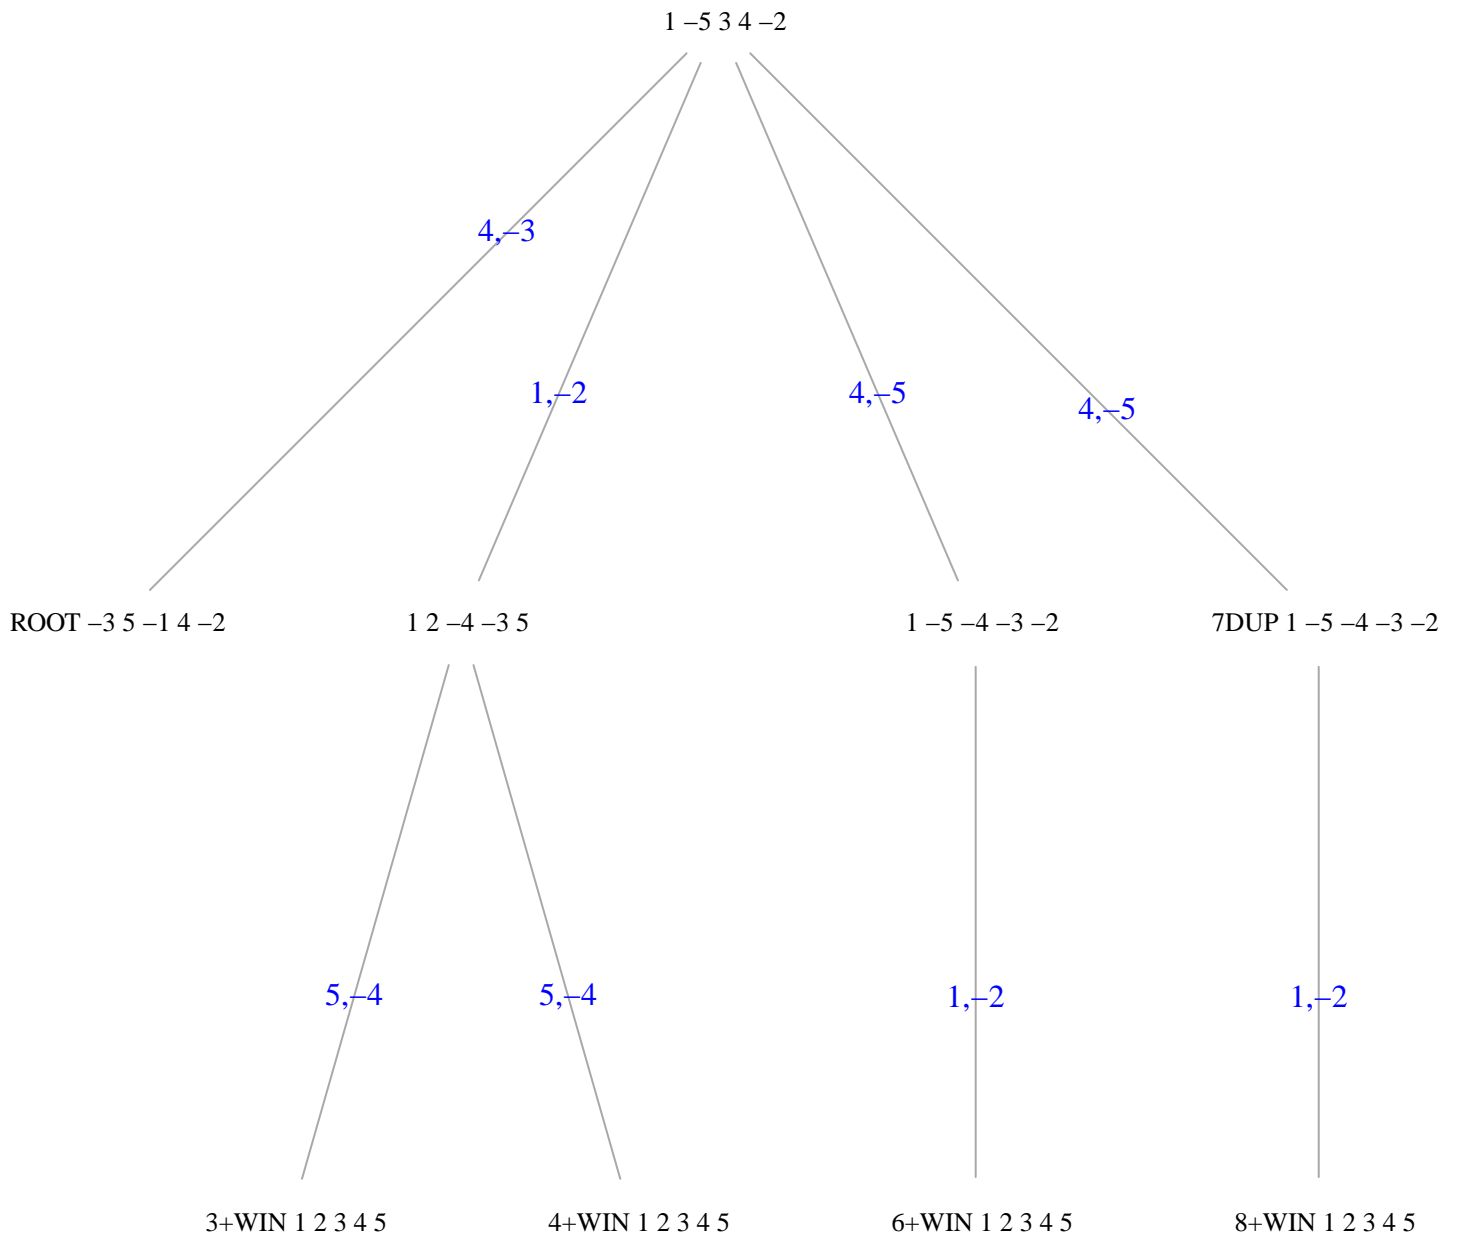 1 –5 3 4 –2
4,–3
1,–2
4,–5
4,–5
ROOT –3 5 –1 4 –2
1 2 –4 –3 5
1 –5 –4 –3 –2
7DUP 1 –5 –4 –3 –2
5,–4
5,–4
1,–2
1,–2
3+WIN 1 2 3 4 5
4+WIN 1 2 3 4 5
6+WIN 1 2 3 4 5
8+WIN 1 2 3 4 5